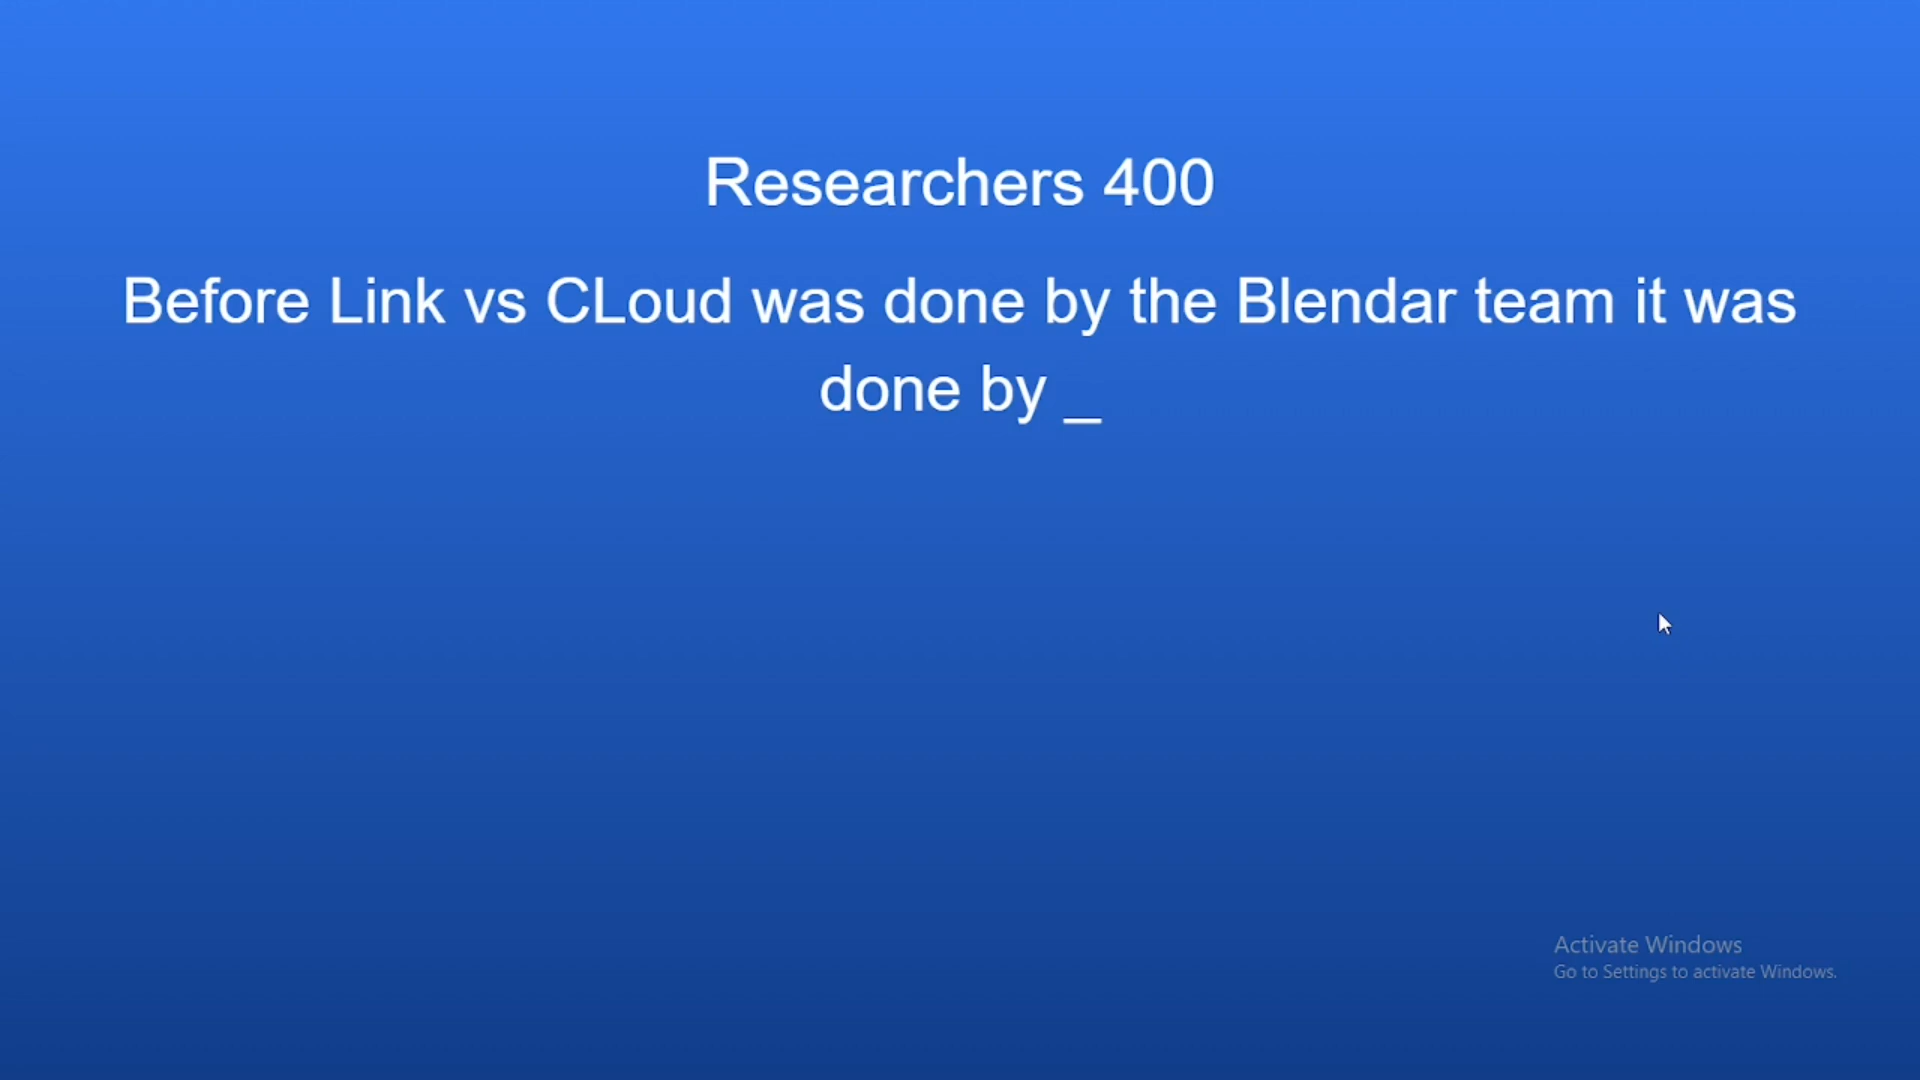 Researchers 400
Before Link vs CLoud was done by the Blendar team it was
done by _
Activate Windows
Go to Settings to activate Windows.